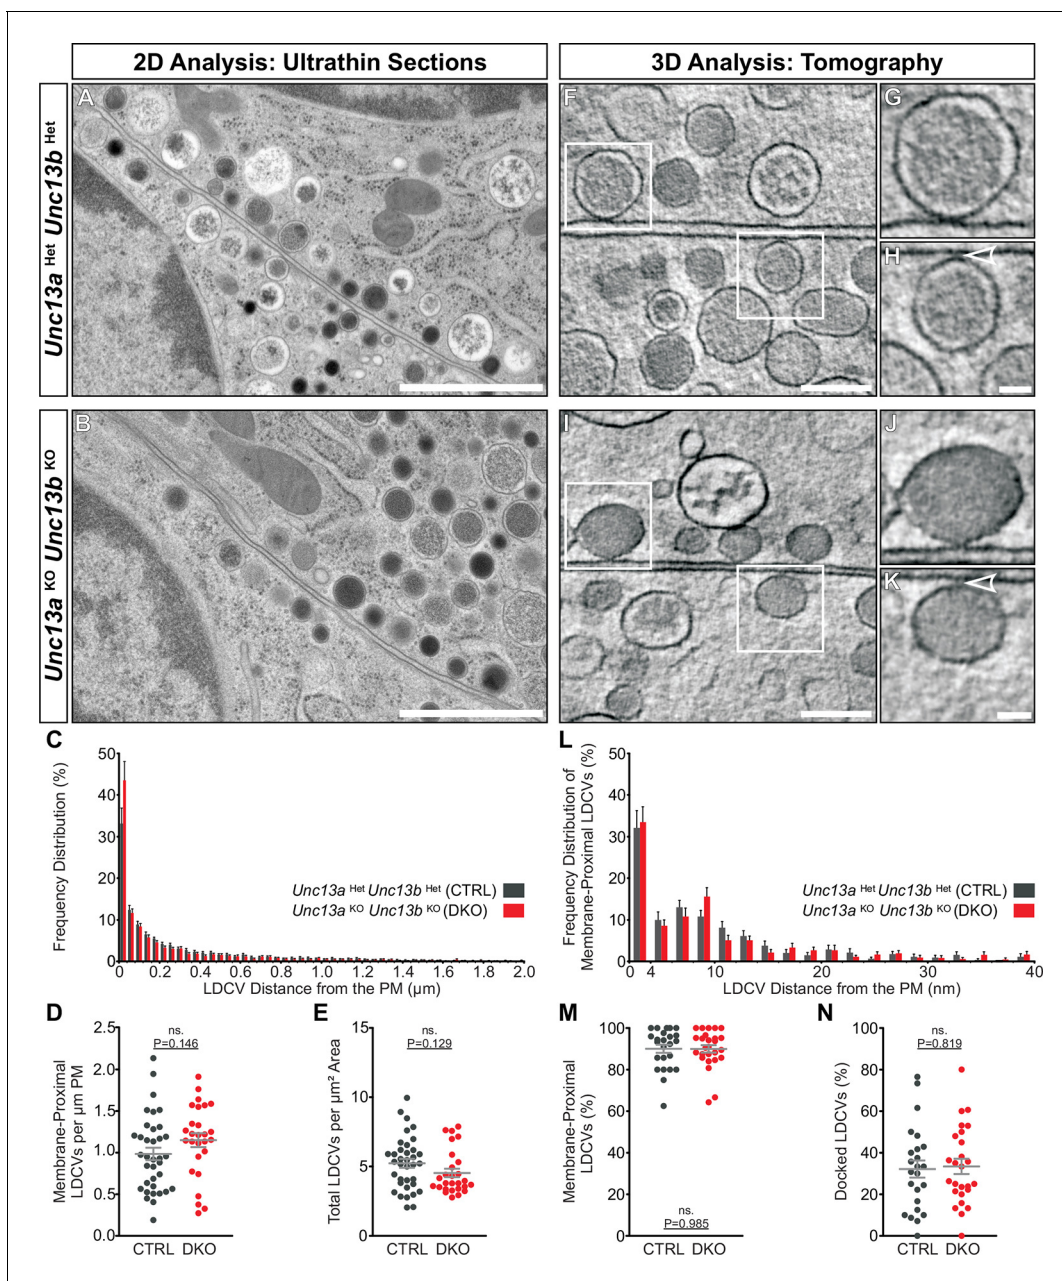 2D Analysis: Ultrathin Sections
3D Analysis: Tomography
Unc13a Het Unc13b Het
A
F
G
H
Unc13a KO Unc13b KO
B
I
J
K
C
Frequency Distribution (%)
50
40
30
20
10
0
Unc13a Het Unc13b Het (CTRL)
Unc13a KO Unc13b KO (DKO)
0 0.2 0.4 0.6 0.8 1.0 1.2 1.4 1.6 1.8 2.0
LDCV Distance from the PM (µm)
L
Frequency Distribution of
Membrane-Proximal LDCVs (%)
50
40
30
20
10
0
Unc13a Het Unc13b Het (CTRL)
Unc13a KO Unc13b KO (DKO)
0 4 10 20 30 40
LDCV Distance from the PM (nm)
D
Membrane-Proximal
LDCVs per µm PM
2.5
2.0
1.5
1.0
0.5
0.0
ns.
P=0.146
CTRL DKO
E
Total LDCVs per µm² Area
15
10
5
0
ns.
P=0.129
CTRL DKO
M
Membrane-Proximal
LDCVs (%)
100
80
60
40
20
0
ns.
P=0.985
CTRL DKO
N
Docked LDCVs (%)
100
80
60
40
20
0
ns.
P=0.819
CTRL DKO